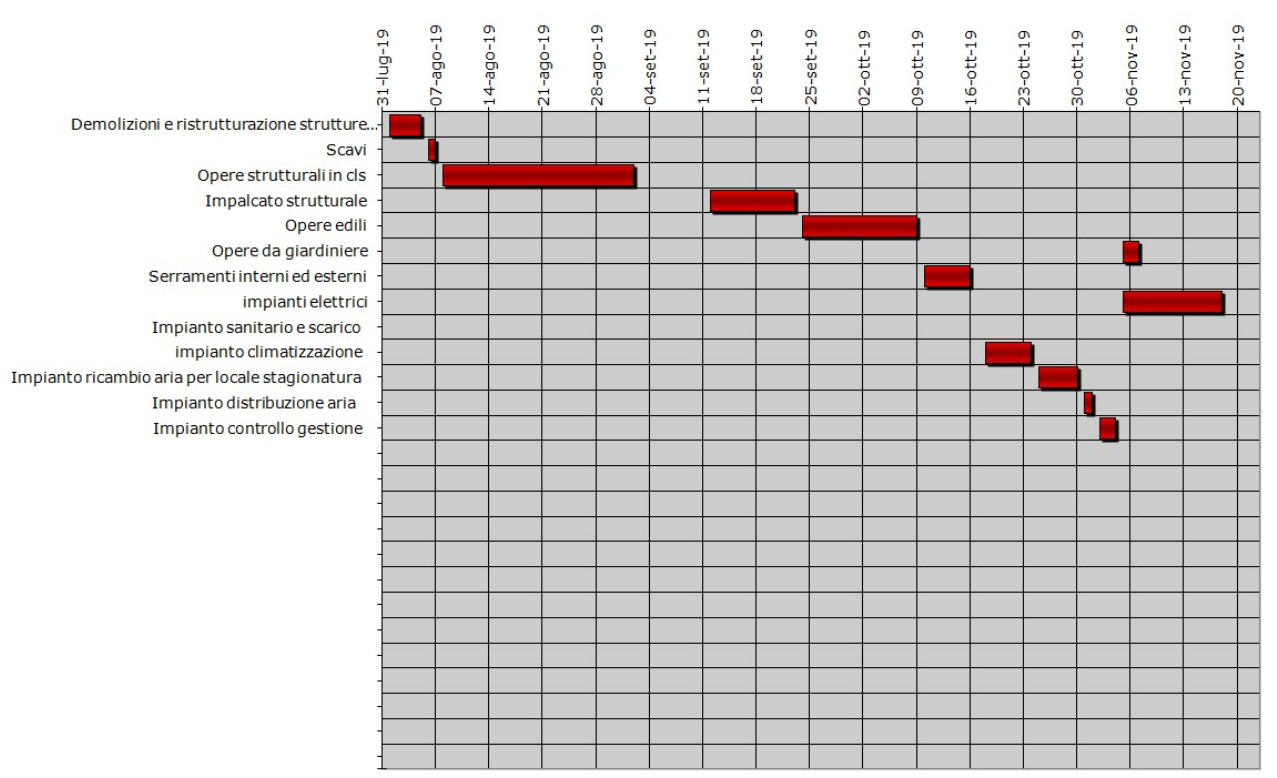 31-lug-19
07-ago-19
14-ago-19
21-ago-19
28-ago-19
04-set-19
11-set-19
18-set-19
25-set-19
02-ott-19
09-ott-19
16-ott-19
23-ott-19
30-ott-19
06-nov-19
13-nov-19
20-nov-19
Demolizioni e ristrutturazione strutture...
Scavi
Opere strutturali in cls
Impalcato strutturale
Opere edili
Opere da giardiniere
Serramenti interni ed esterni
impianti elettrici
Impianto sanitario e scarico
impianto climatizzazione
Impianto ricambio aria per locale stagionatura
Impianto distribuzione aria
Impianto controllo gestione